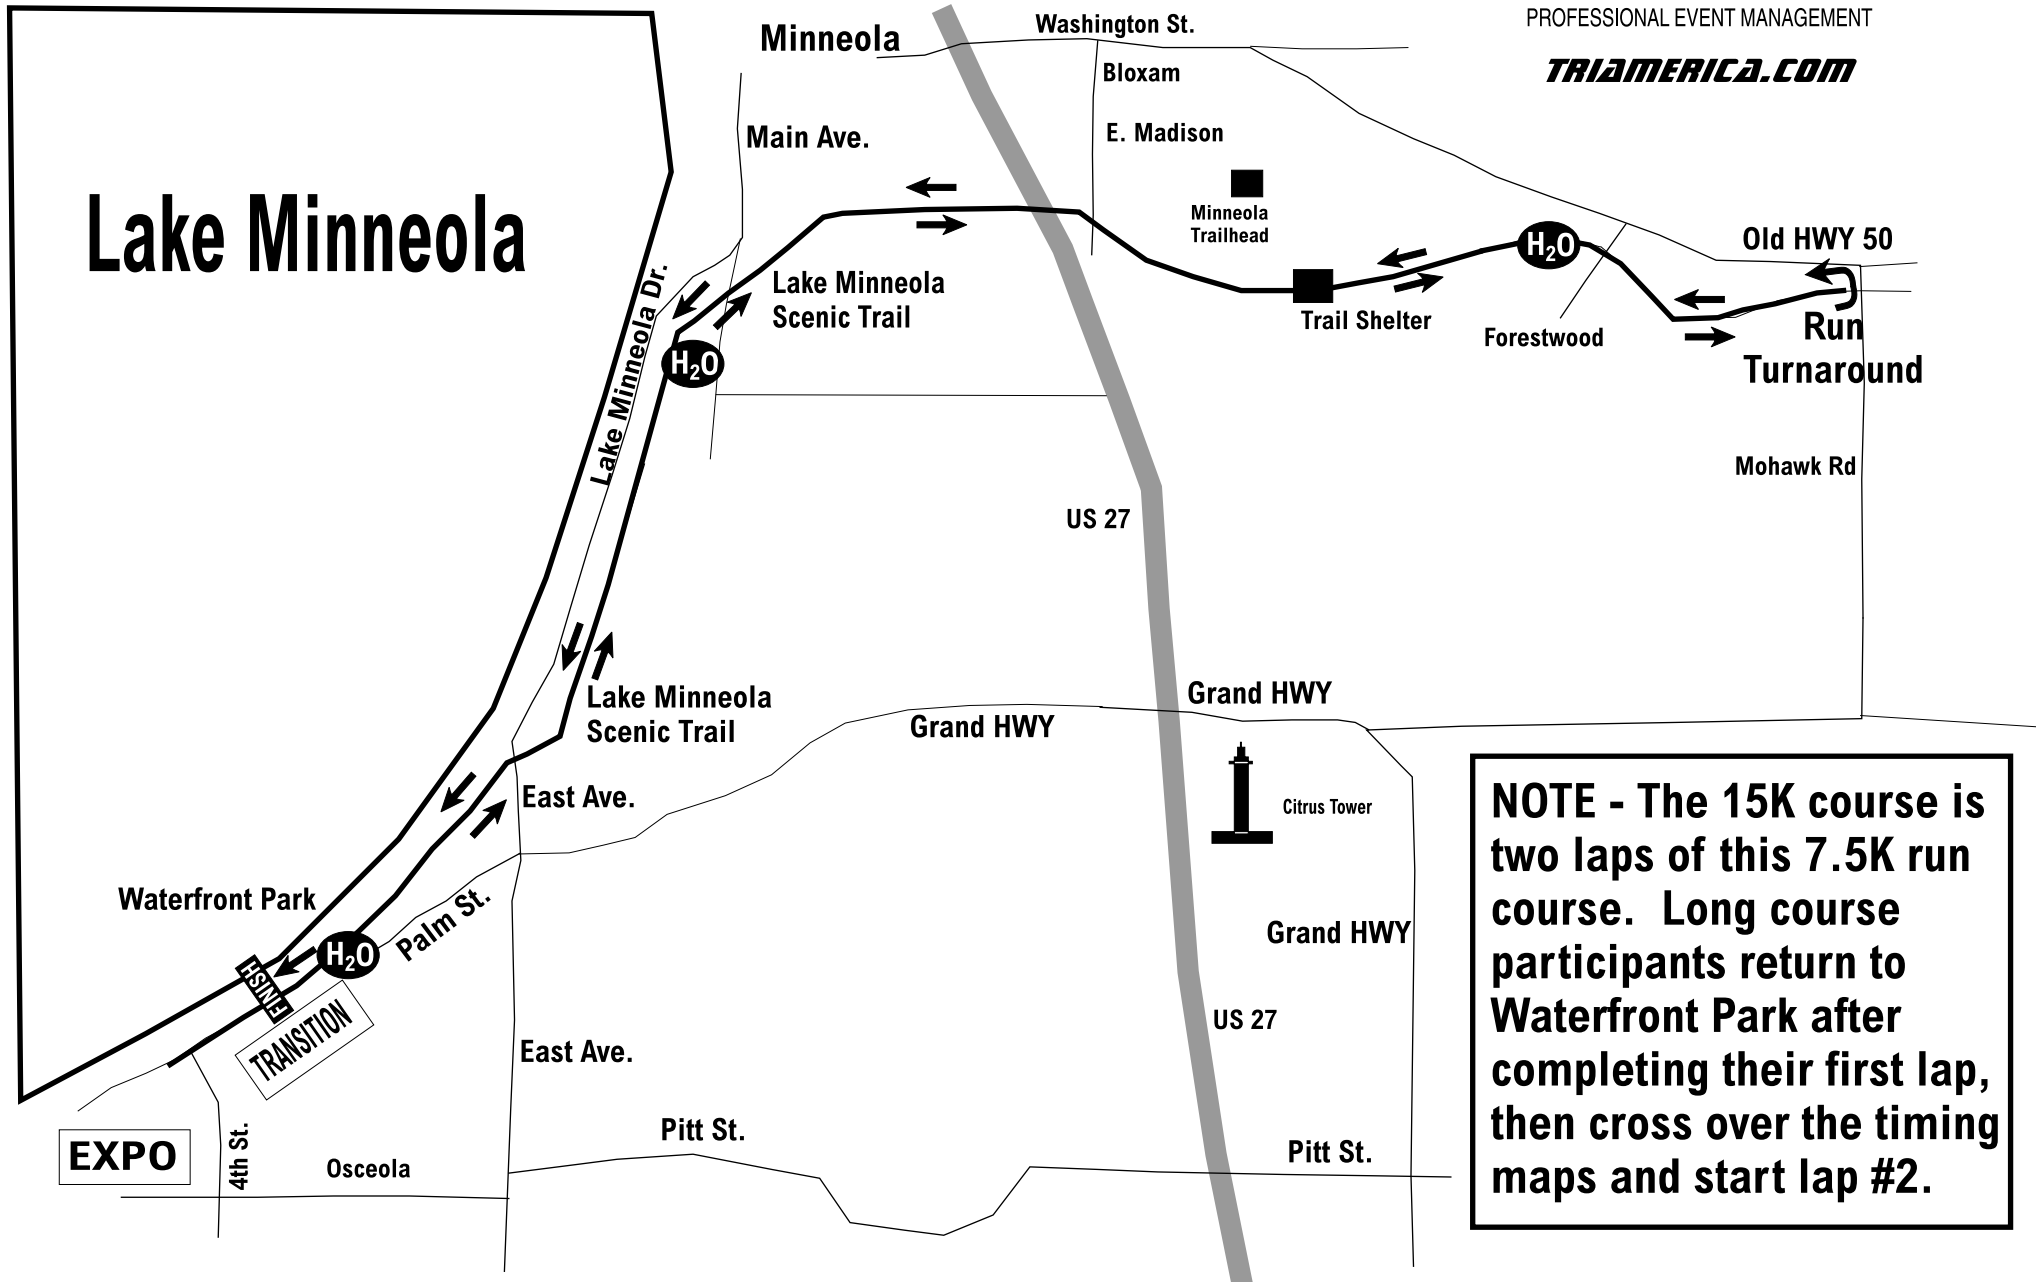 PROFESSIONAL EVENT MANAGEMENT
TRIAMERICA.COM
Washington St.
Minneola
Bloxam
E. Madison
Main Ave.
Lake Minneola
Minneola
Trailhead
Old HWY 50
H2O
Lake Minneola
Scenic Trail
Lake Minneola Dr.
Trail Shelter
Forestwood
Run
Turnaround
H2O
Mohawk Rd
US 27
Lake Minneola
Scenic Trail
Grand HWY
Grand HWY
East Ave.
Citrus Tower
Waterfront Park
Palm St.
Grand HWY
H2O
FINISH
TRANSITION
US 27
East Ave.
EXPO
4th St.
Osceola
Pitt St.
Pitt St.
NOTE - The 15K course is
two laps of this 7.5K run
course. Long course
participants return to
Waterfront Park after
completing their first lap,
then cross over the timing
maps and start lap #2.